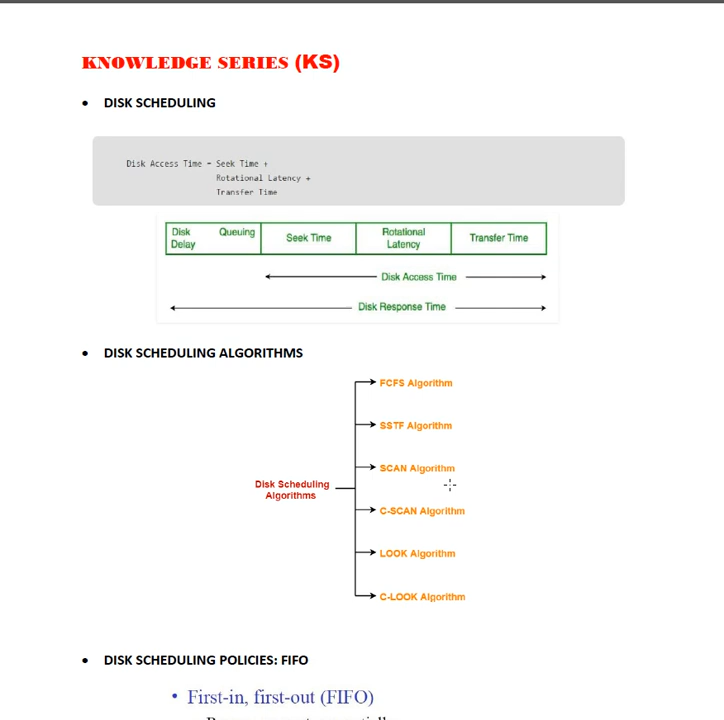 KNOWLEDGE SERIES (KS)
• DISK SCHEDULING
Disk Access Time = Seek Time +
Rotational Latency +
Transfer Time
Disk Queuing Delay
Seek Time
Rotational Latency
Transfer Time
Disk Access Time
Disk Response Time
• DISK SCHEDULING ALGORITHMS
FCFS Algorithm
SSTF Algorithm
SCAN Algorithm
Disk Scheduling
Algorithms
C-SCAN Algorithm
LOOK Algorithm
C-LOOK Algorithm
• DISK SCHEDULING POLICIES: FIFO
• First-in, first-out (FIFO)